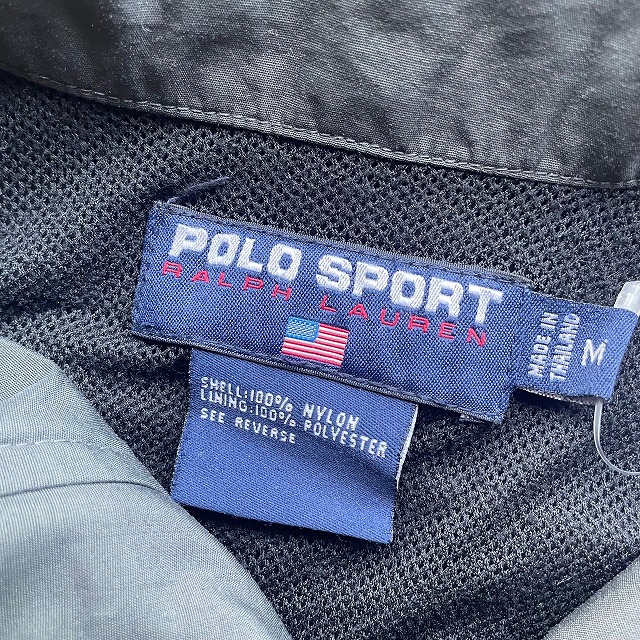 POLO SPORT
RALPH LAUREN
MADE IN
THAILAND
M
SHELL:100% NYLON
LINING:100% POLYESTER
SEE REVERSE